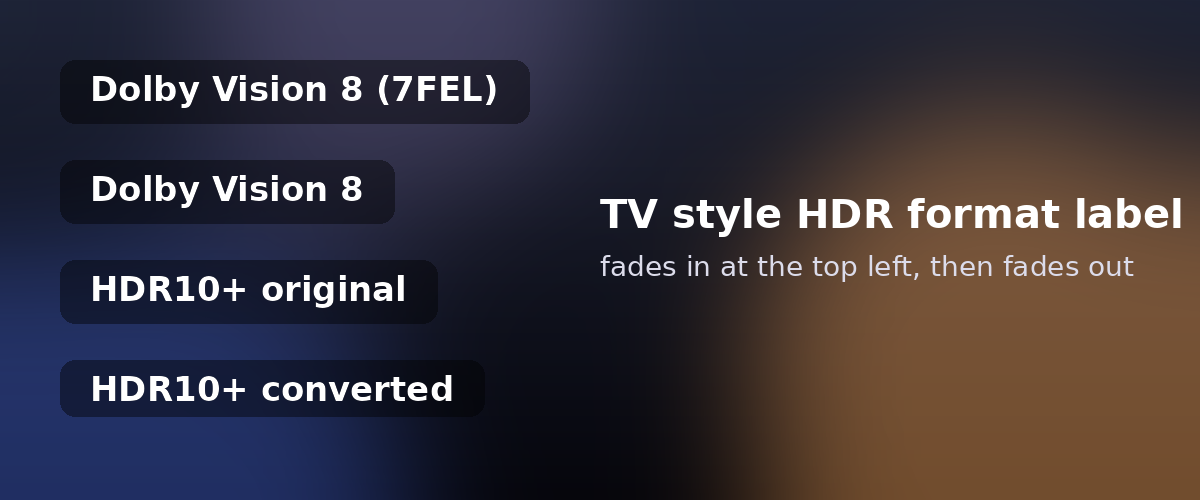 Dolby Vision 8 (7FEL)
Dolby Vision 8
HDR10+ original
HDR10+ converted
TV style HDR format label
fades in at the top left, then fades out